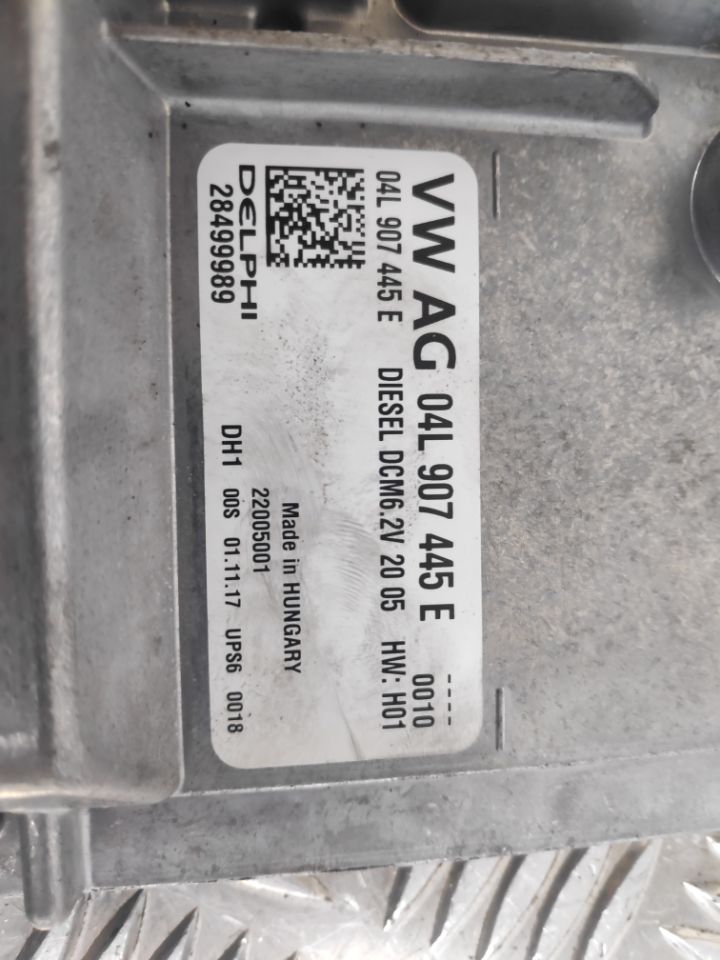 VW AG 04L 907 445 E ----
0010
04L 907 445 E DIESEL DCM6.2V 20 05 HW: H01
Made in HUNGARY
22005001
DELPHI
28499989
DH1 00S 01.11.17 UPS6 0018